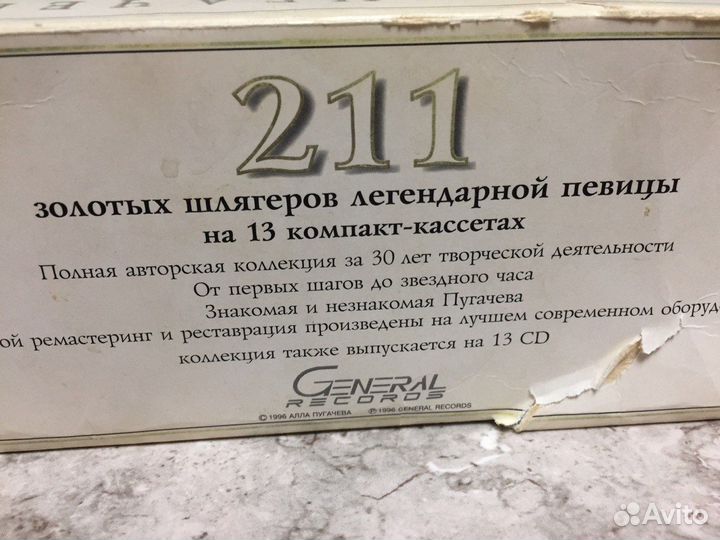 211
золотых шлягеров легендарной певицы
на 13 компакт-кассетах
Полная авторская коллекция за 30 лет творческой деятельности
От первых шагов до звездного часа
Знакомая и незнакомая Пугачева
ой ремастеринг и реставрация произведены на лучшем современном оборуд
коллекция также выпускается на 13 CD
GENERAL
RECORDS
© 1996 АЛЛА ПУГАЧЕВА ℗ 1996 GENERAL RECORDS
Avito